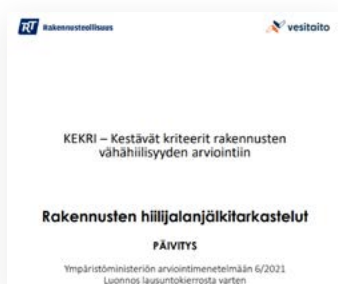 RT Rakennusteollisuus
vesitaito
KEKRI – Kestävät kriteerit rakennusten
vähähiilisyyden arviointiin
Rakennusten hiilijalanjälkitarkastelut
PÄIVITYS
Ympäristöministeriön arviointimenetelmään 6/2021
Luonnos lausuntokierrosta varten